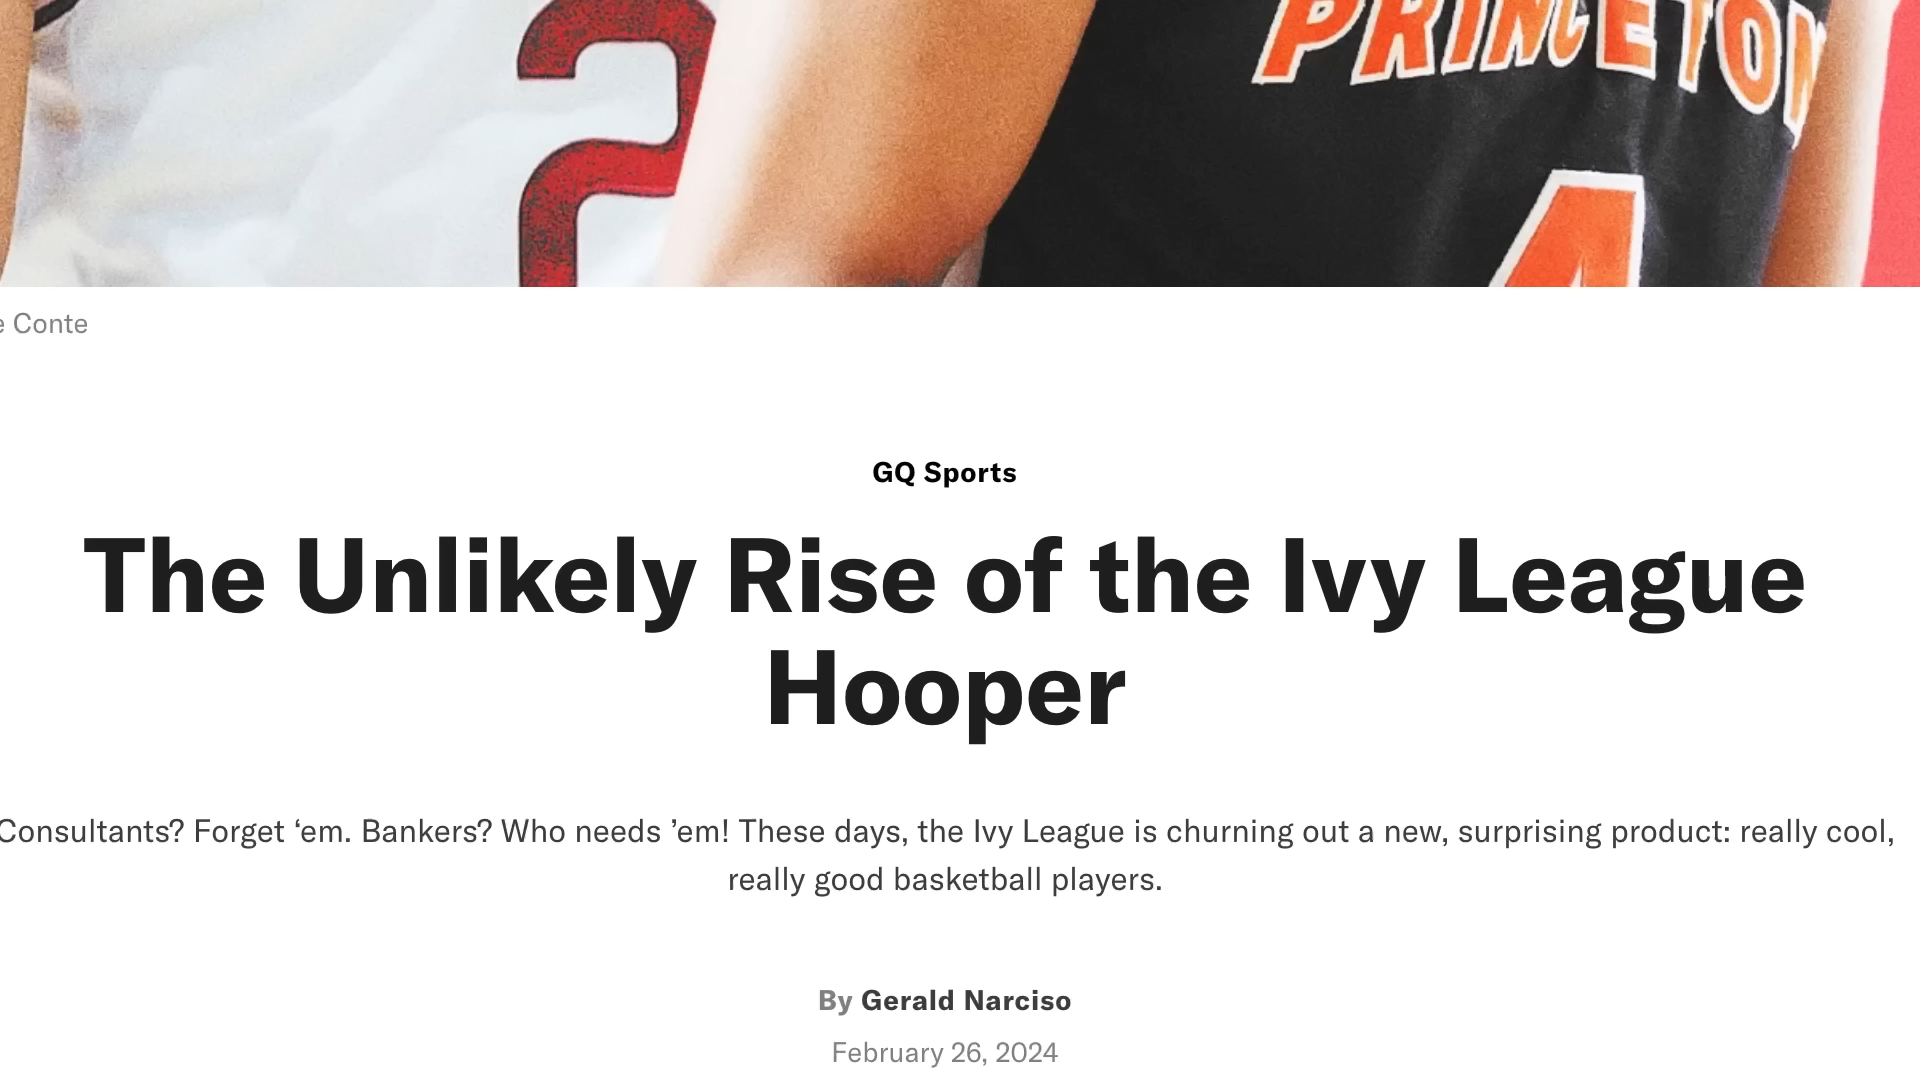 PRINCETON
2
4
e Conte
GQ Sports
The Unlikely Rise of the Ivy League
Hooper
Consultants? Forget ‘em. Bankers? Who needs ’em! These days, the Ivy League is churning out a new, surprising product: really cool,
really good basketball players.
By Gerald Narciso
February 26, 2024